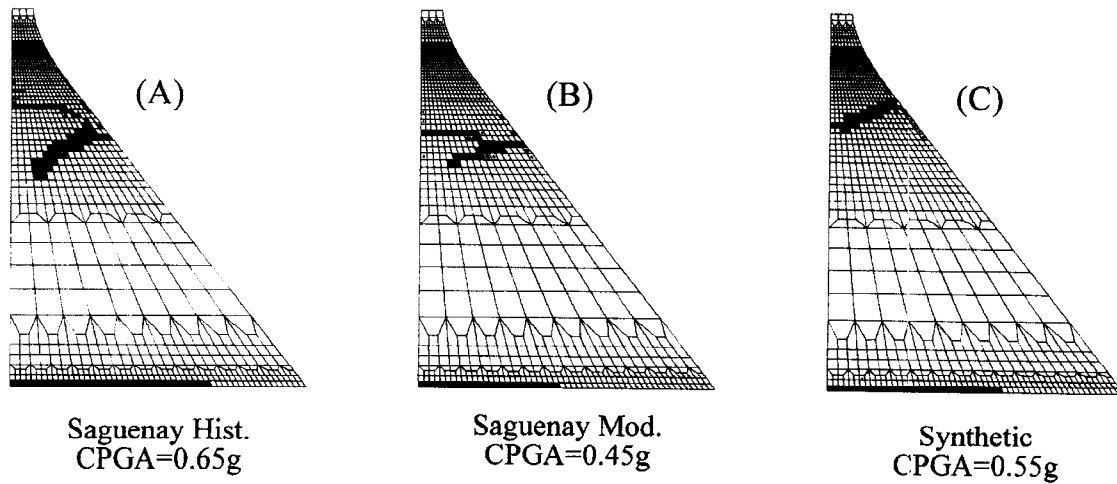 (A)
(B)
(C)
Saguenay Hist.
CPGA=0.65g
Saguenay Mod.
CPGA=0.45g
Synthetic
CPGA=0.55g